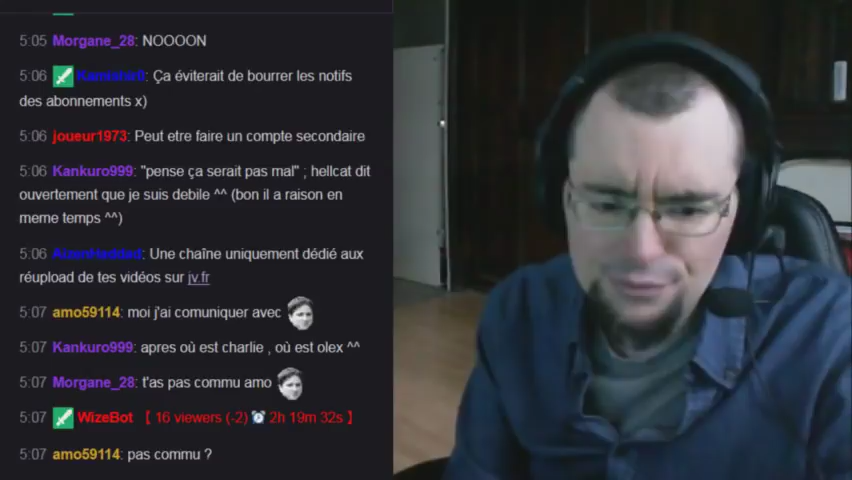 5:05 Morgane_28: NOOOON
5:06 Ça éviterait de bourrer les notifs
des abonnements x)
5:06 joueur1973: Peut etre faire un compte secondaire
5:06 Kankuro999: "pense ça serait pas mal" ; hellcat dit
ouvertement que je suis debile ^^ (bon il a raison en
meme temps ^^)
5:06 Une chaîne uniquement dédié aux
réupload de tes vidéos sur jv.fr
5:07 amo59114: moi j'ai comuniquer avec
5:07 Kankuro999: apres où est charlie , où est olex ^^
5:07 Morgane_28: t'as pas commu amo
5:07 WizeBot 【 16 viewers (-2) ⏰ 2h 19m 32s 】
5:07 amo59114: pas commu ?